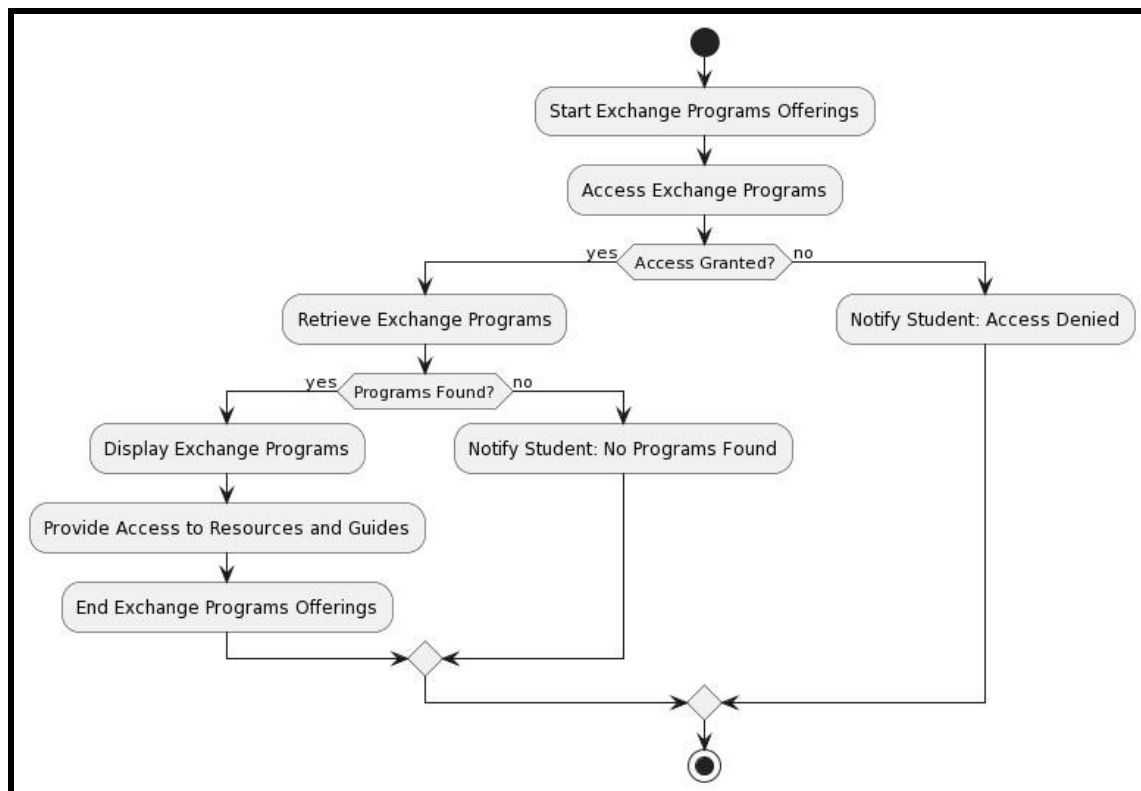 Start Exchange Programs Offerings
Access Exchange Programs
yes
Access Granted?
no
Retrieve Exchange Programs
Notify Student: Access Denied
yes
Programs Found?
no
Display Exchange Programs
Notify Student: No Programs Found
Provide Access to Resources and Guides
End Exchange Programs Offerings